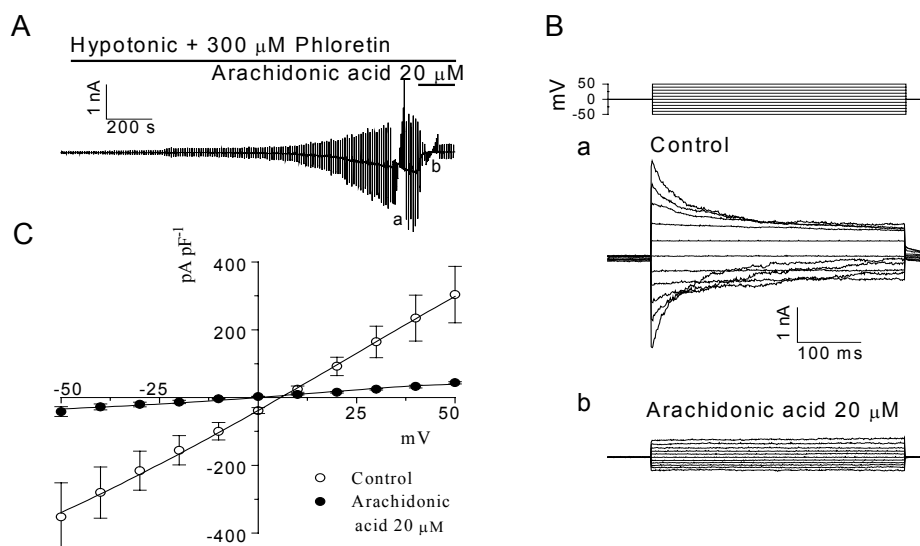 A
Hypotonic + 300 μM Phloretin
Arachidonic acid 20 μM
1 nA
200 s
a
b
B
mV
50
0
-50
a
Control
1 nA
100 ms
b
Arachidonic acid 20 μM
C
pA pF-1
400
200
-50
-25
25
50
mV
-200
-400
Control
Arachidonic
acid 20 μM